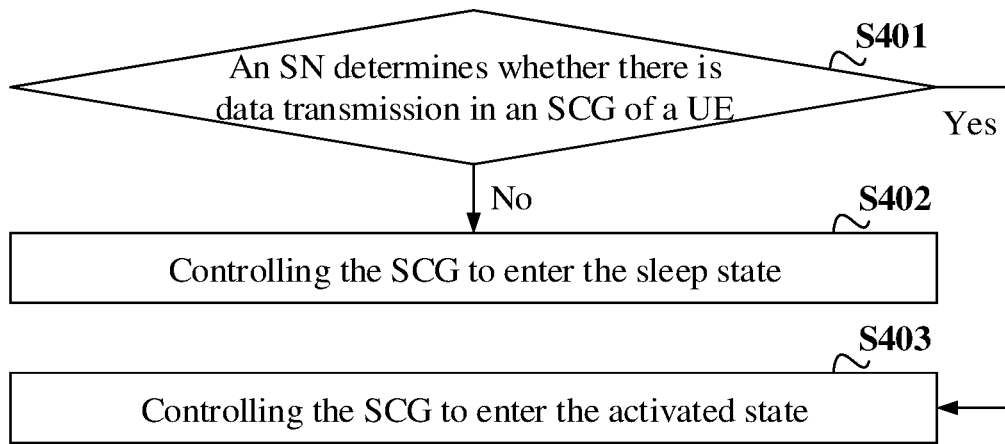 S401
An SN determines whether there is
data transmission in an SCG of a UE
Yes
No
S402
Controlling the SCG to enter the sleep state
S403
Controlling the SCG to enter the activated state